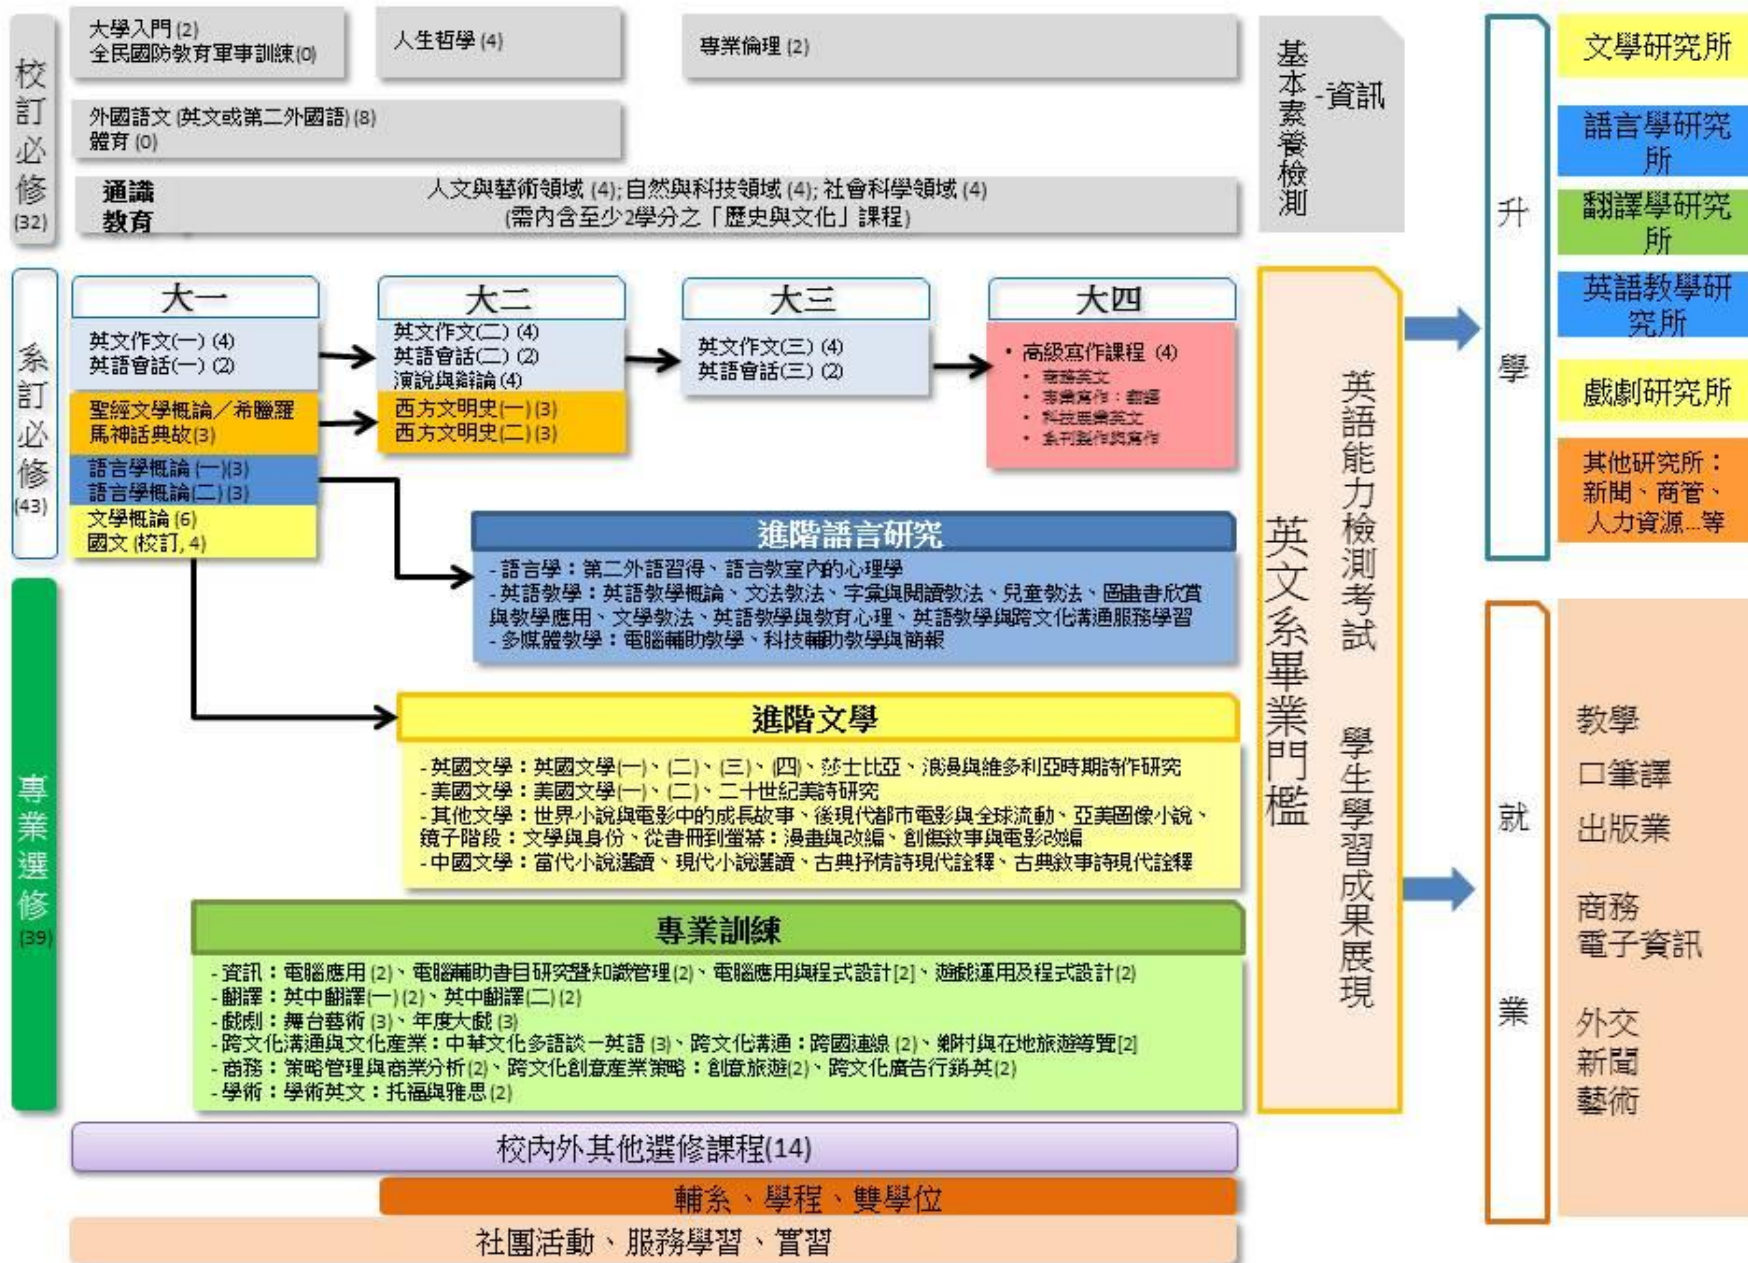 校訂必修
(32)
大學入門 (2)
全民國防教育軍事訓練(0)
人生哲學 (4)
專業倫理 (2)
外國語文 (英文或第二外國語) (8)
體育 (0)
通識
教育
人文與藝術領域 (4); 自然與科技領域 (4); 社會科學領域 (4)
(需內含至少2學分之「歷史與文化」課程)
基本素養檢測
-資訊
系訂必修
(43)
大一
英文作文(一) (4)
英語會話(一) (2)
聖經文學概論／希臘羅
馬神話典故(3)
語言學概論 (一)(3)
語言學概論(二) (3)
文學概論 (6)
國文 (校訂, 4)
大二
英文作文(二) (4)
英語會話(二) (2)
演說與辯論 (4)
西方文明史(一) (3)
西方文明史(二) (3)
大三
英文作文(三) (4)
英語會話(三) (2)
大四
• 高級寫作課程 (4)
• 商務英文
• 專業寫作：翻譯
• 科技展業英文
• 系刊製作與寫作
專業選修
(39)
進階語言研究
- 語言學：第二外語習得、語言教室內的心理學
- 英語教學：英語教學概論、文法教法、字彙與閱讀教法、兒童教法、圖畫書欣賞
與教學應用、文學教法、英語教學與教育心理、英語教學與跨文化溝通服務學習
- 多媒體教學：電腦輔助教學、科技輔助教學與簡報
進階文學
- 英國文學：英國文學(一)、(二)、(三)、(四)、莎士比亞、浪漫與維多利亞時期詩作研究
- 美國文學：美國文學(一)、(二)、二十世紀美詩研究
- 其他文學：世界小說與電影中的成長故事、後現代都市電影與全球流動、亞美圖像小說、
鏡子階段：文學與身份、從書冊到螢幕：漫畫與改編、創傷敘事與電影改編
- 中國文學：當代小說選讀、現代小說選讀、古典抒情詩現代詮釋、古典敘事詩現代詮釋
專業訓練
- 資訊：電腦應用 (2)、電腦輔助書目研究暨知識管理(2)、電腦應用與程式設計[2]、遊戲運用及程式設計(2)
- 翻譯：英中翻譯(一) (2)、英中翻譯(二) (2)
- 戲劇：舞台藝術 (3)、年度大戲 (3)
- 跨文化溝通與文化產業：中華文化多語談－英語 (3)、跨文化溝通：跨國連線 (2)、鄉村與在地旅遊導覽[2]
- 商務：策略管理與商業分析(2)、跨文化創意產業策略：創意旅遊(2)、跨文化廣告行銷-英(2)
- 學術：學術英文：托福與雅思(2)
校內外其他選修課程(14)
輔系、學程、雙學位
社團活動、服務學習、實習
英文系畢業門檻
英語能力檢測考試
學生學習成果展現
升學
文學研究所
語言學研究
所
翻譯學研究
所
英語教學研
究所
戲劇研究所
其他研究所：
新聞、商管、
人力資源...等
就業
教學
口筆譯
出版業
商務
電子資訊
外交
新聞
藝術